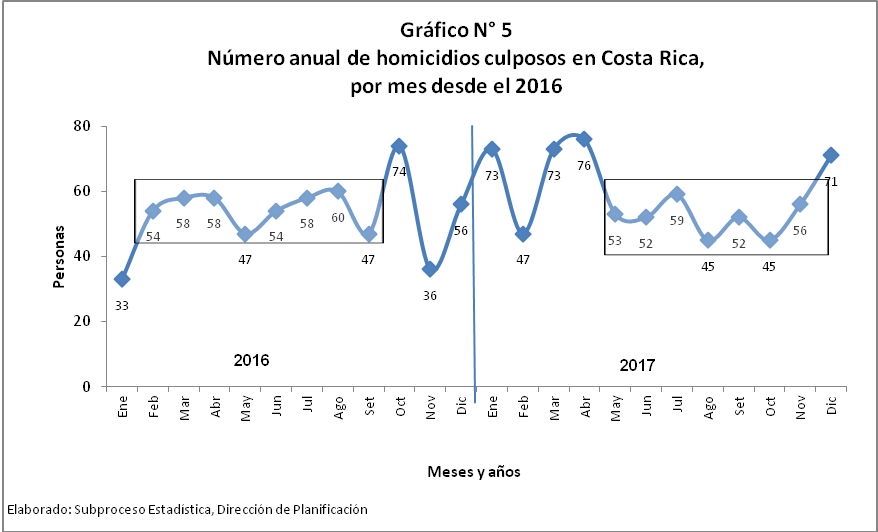 Gráfico N° 5
Número anual de homicidios culposos en Costa Rica,
por mes desde el 2016
80
60
40
20
0
Personas
33
54
58
58
47
54
58
60
47
74
36
56
73
47
73
76
53
52
59
45
52
45
56
71
2016
2017
Ene
Feb
Mar
Abr
May
Jun
Jul
Ago
Set
Oct
Nov
Dic
Ene
Feb
Mar
Abr
May
Jun
Jul
Ago
Set
Oct
Nov
Dic
Meses y años
Elaborado: Subproceso Estadística, Dirección de Planificación